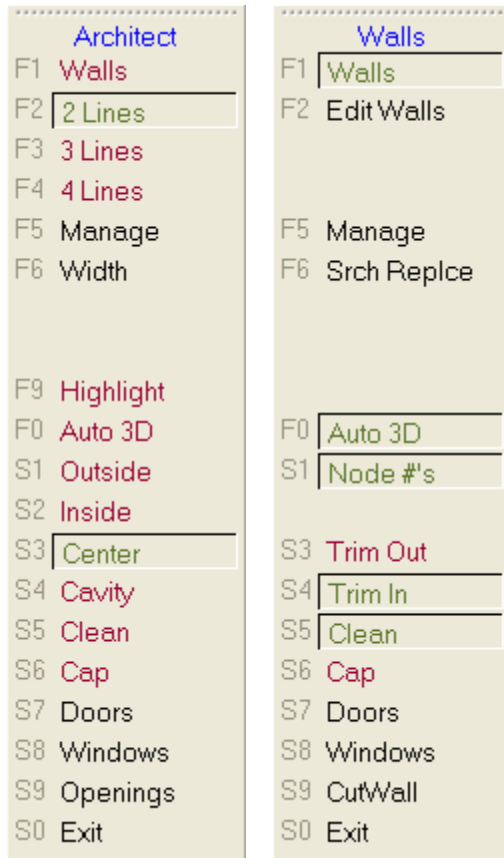 Architect
F1 Walls
F2 2 Lines
F3 3 Lines
F4 4 Lines
F5 Manage
F6 Width
F9 Highlight
F0 Auto 3D
S1 Outside
S2 Inside
S3 Center
S4 Cavity
S5 Clean
S6 Cap
S7 Doors
S8 Windows
S9 Openings
S0 Exit
Walls
F1 Walls
F2 Edit Walls
F5 Manage
F6 Srch Replce
F0 Auto 3D
S1 Node #'s
S3 Trim Out
S4 Trim In
S5 Clean
S6 Cap
S7 Doors
S8 Windows
S9 CutWall
S0 Exit